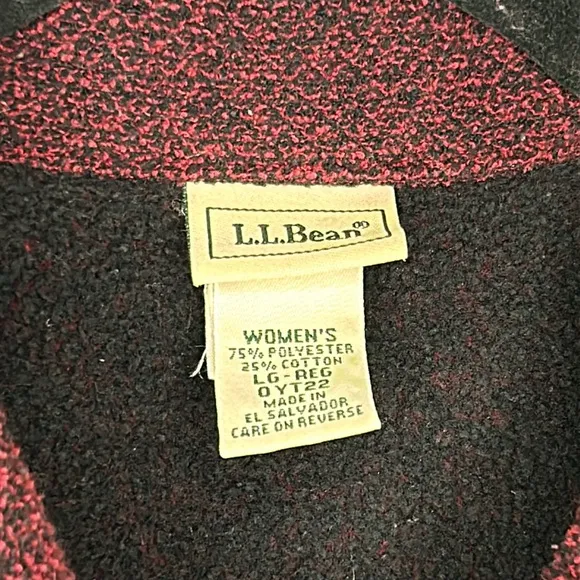 L.L.Bean®
WOMEN'S
75% POLYESTER
25% COTTON
LG-REG
0YT22
MADE IN
EL SALVADOR
CARE ON REVERSE